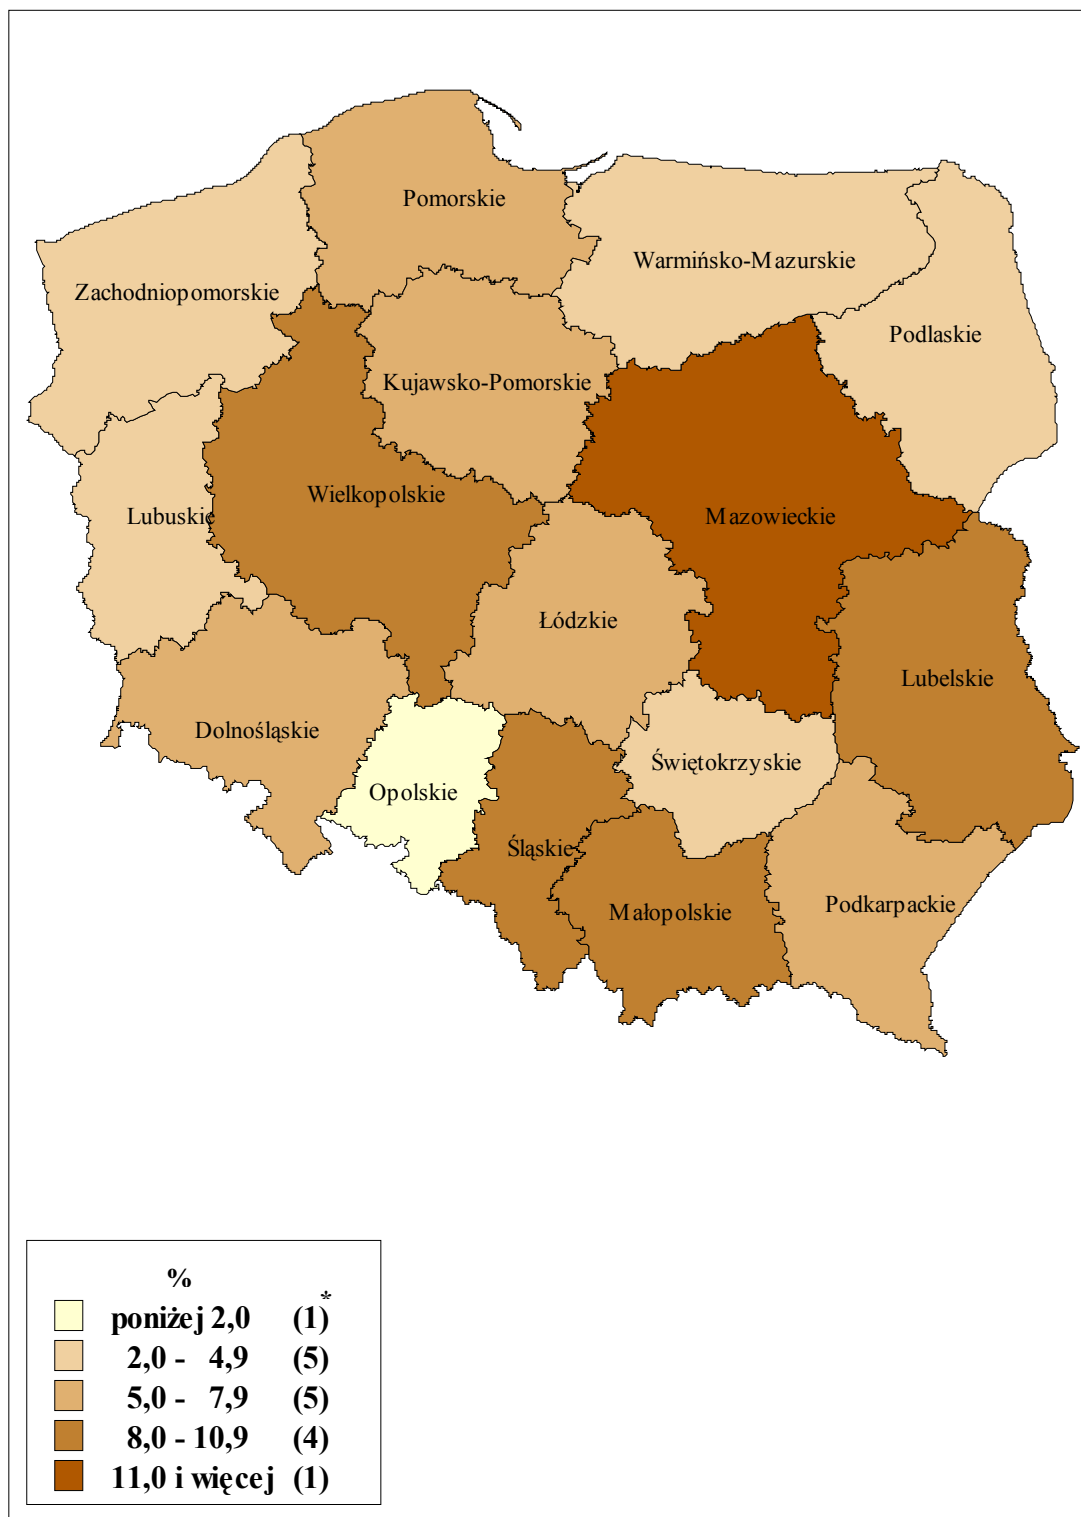 Pomorskie
Warmińsko-Mazurskie
Zachodniopomorskie
Podlaskie
Kujawsko-Pomorskie
Wielkopolskie
Lubuskie
Mazowieckie
Łódzkie
Lubelskie
Dolnośląskie
Świętokrzyskie
Opolskie
Śląskie
Podkarpackie
Małopolskie
%
poniżej 2,0 (1)*
2,0 - 4,9 (5)
5,0 - 7,9 (5)
8,0 - 10,9 (4)
11,0 i więcej (1)